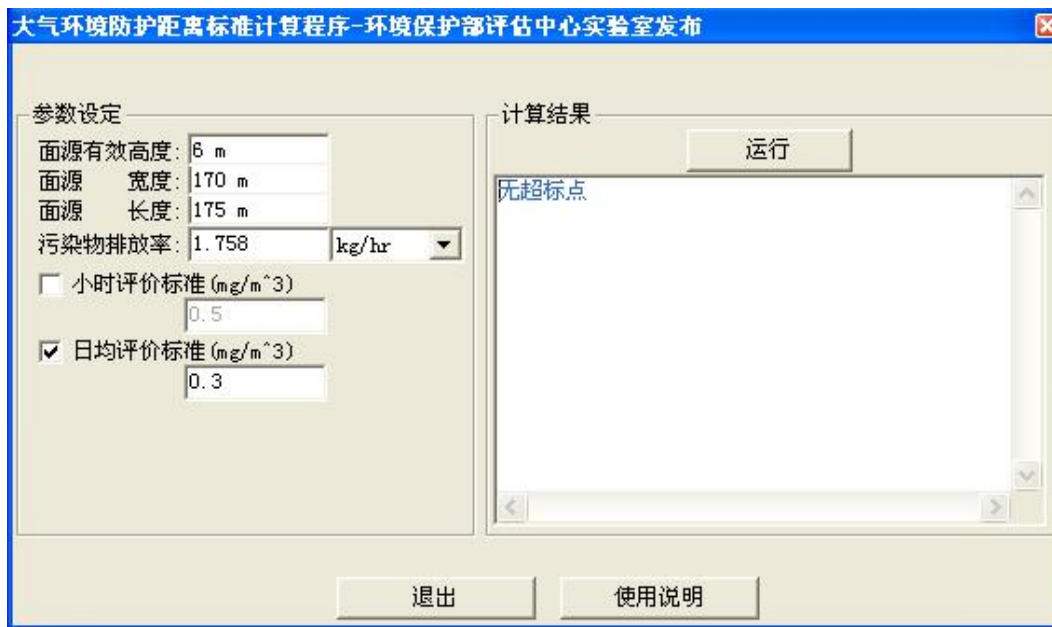 大气环境防护距离标准计算程序-环境保护部评估中心实验室发布
参数设定
面源有效高度: 6 m
面源 宽度: 170 m
面源 长度: 175 m
污染物排放率: 1.758 kg/hr
小时评价标准(mg/m^3)
0.5
日均评价标准(mg/m^3)
0.3
计算结果
运行
无超标点
退出 使用说明